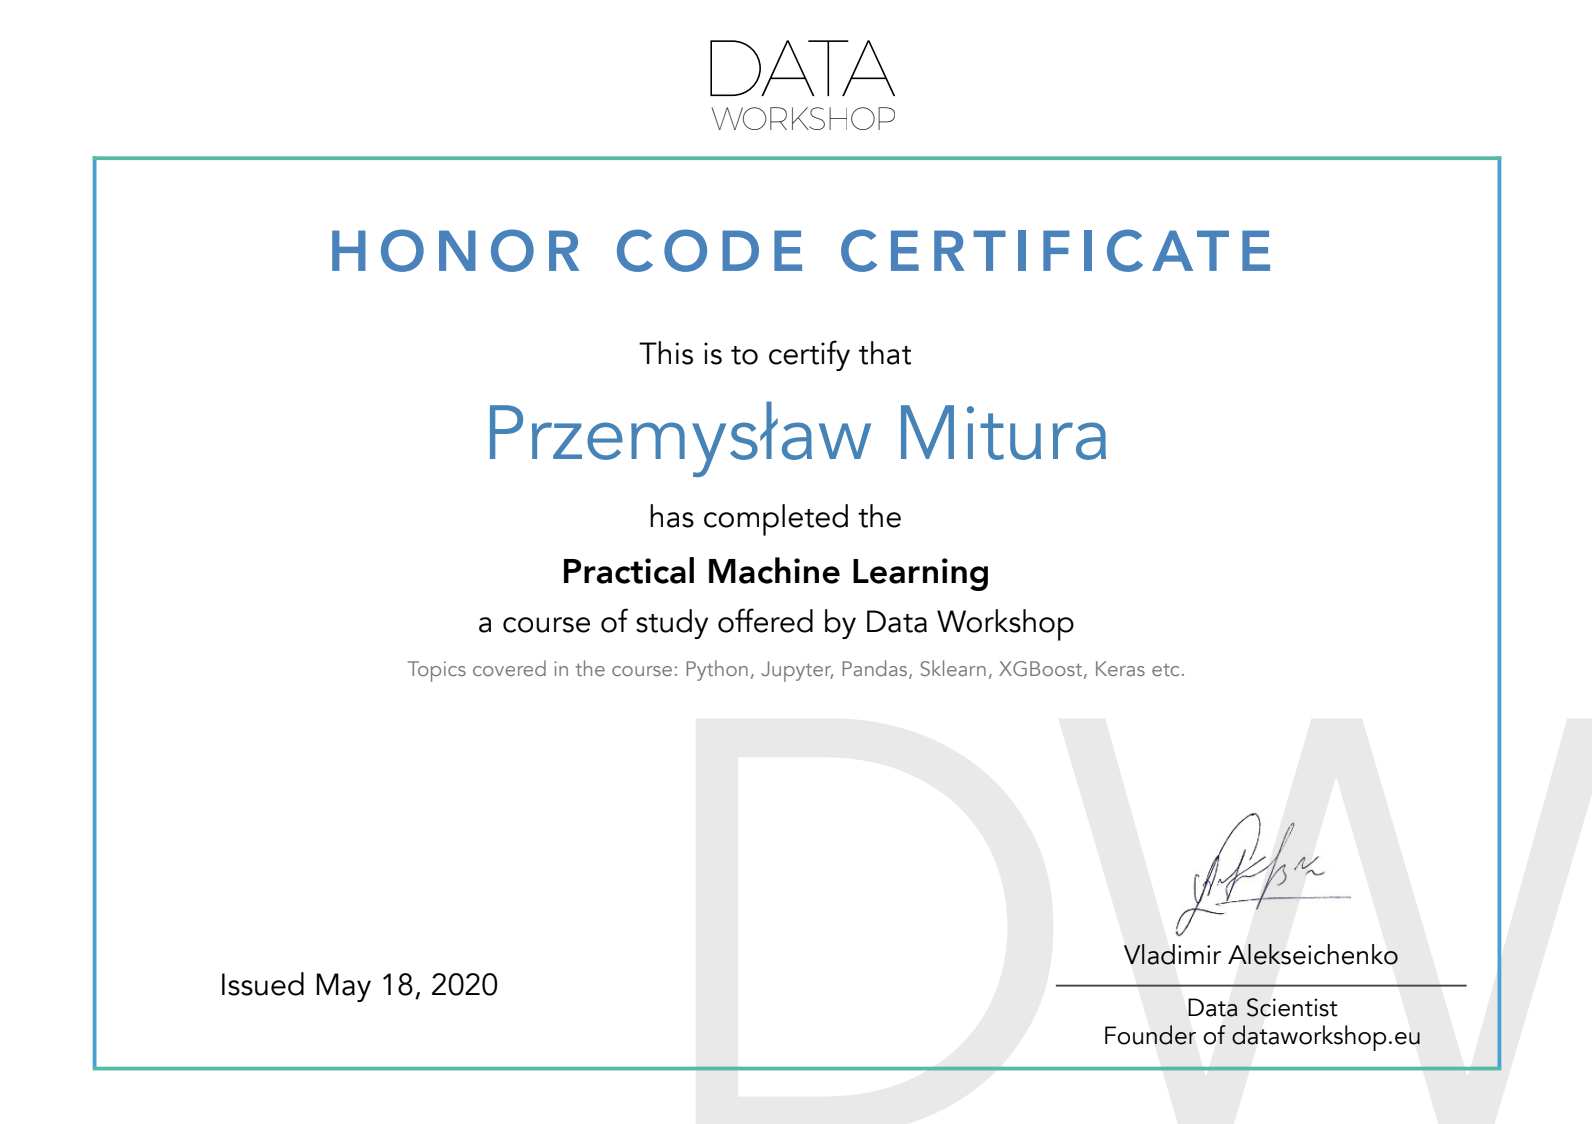 DATA
WORKSHOP
HONOR CODE CERTIFICATE
This is to certify that
Przemysław Mitura
has completed the
Practical Machine Learning
a course of study offered by Data Workshop
Topics covered in the course: Python, Jupyter, Pandas, Sklearn, XGBoost, Keras etc.
DW
Vladimir Alekseichenko
Issued May 18, 2020
Data Scientist
Founder of dataworkshop.eu